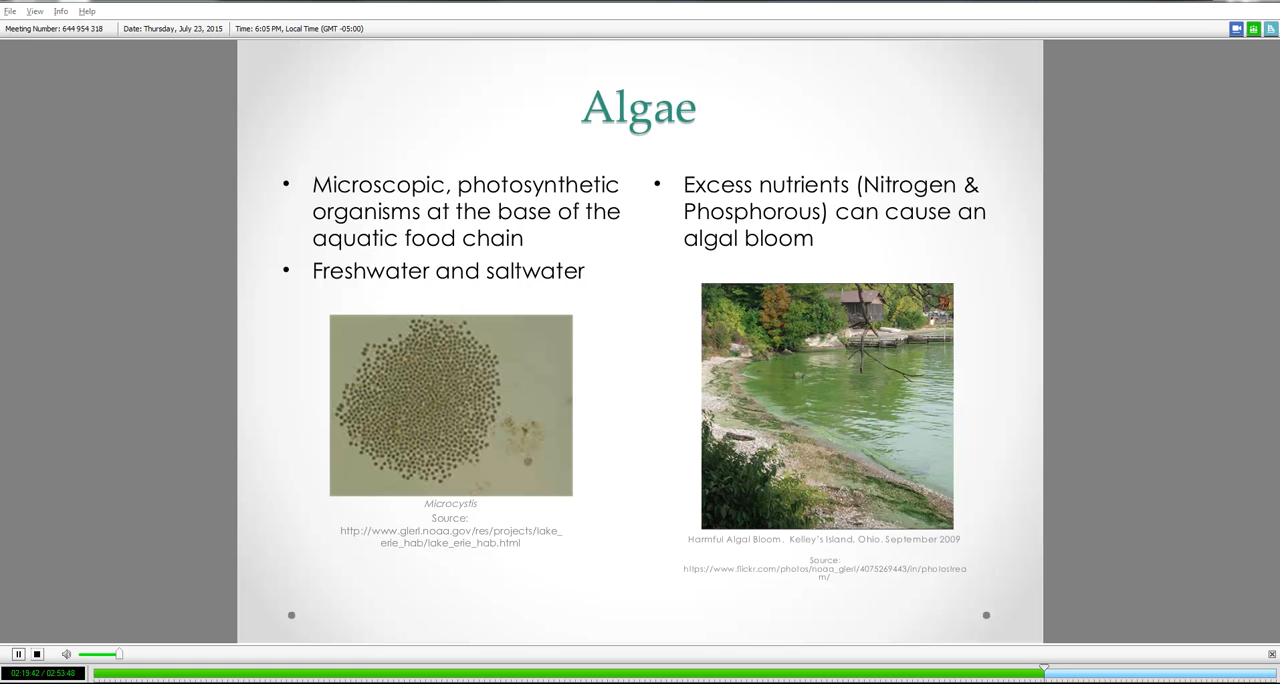 File View Info Help
Meeting Number: 644 954 318 Date: Thursday, July 23, 2015 Time: 6:05 PM, Local Time (GMT -05:00)
Algae
• Microscopic, photosynthetic
organisms at the base of the
aquatic food chain
• Freshwater and saltwater
Microcystis
Source:
http://www.glerl.noaa.gov/res/projects/lake_
erie_hab/lake_erie_hab.html
• Excess nutrients (Nitrogen &
Phosphorous) can cause an
algal bloom
Harmful Algal Bloom. Kelley's Island, Ohio. September 2009
Source:
https://www.flickr.com/photos/noaa_glerl/4075269443/in/photostrea
m/
02:19:42 / 02:53:48